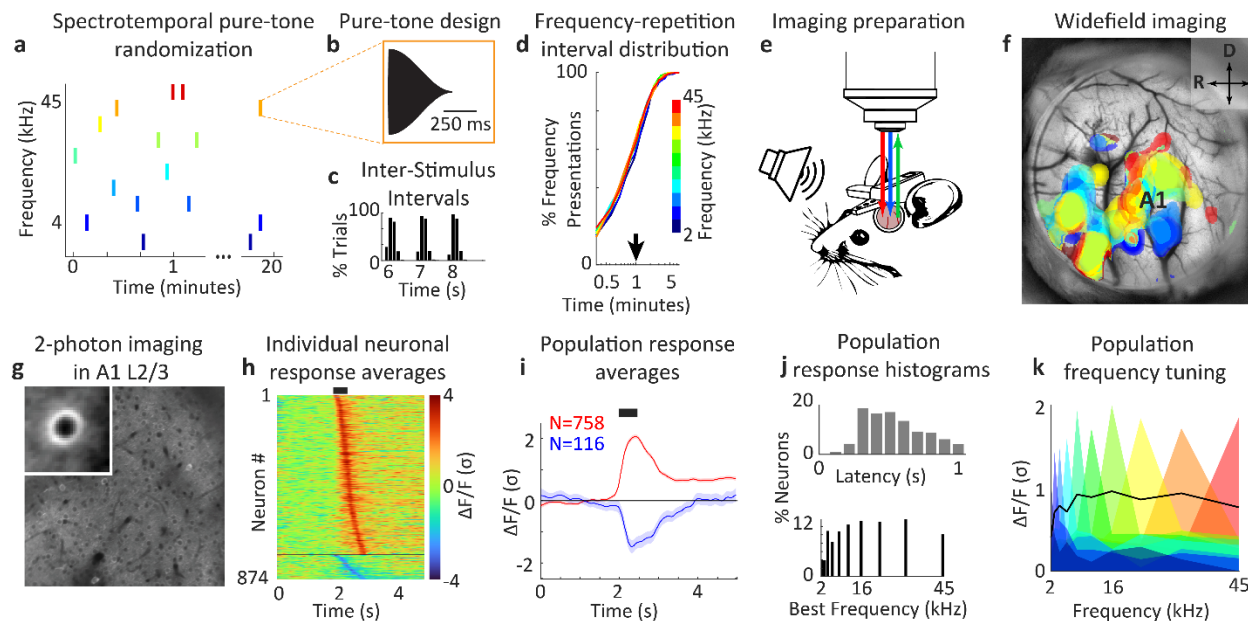 Spectrotemporal pure-tone
randomization
a
45
4
Frequency (kHz)
0
1
...
20
Time (minutes)
Pure-tone design
b
250 ms
c
Inter-Stimulus
Intervals
100
0
% Trials
6
7
8
Time (s)
Frequency-repetition
interval distribution
d
100
0
% Frequency
Presentations
45
2
Frequency (kHz)
0.5
1
5
Time (minutes)
Imaging preparation
e
Widefield imaging
f
D
R
A1
2-photon imaging
in A1 L2/3
g
Individual neuronal
response averages
h
1
874
Neuron #
4
0
-4
ΔF/F (σ)
0
2
4
Time (s)
Population response
averages
i
N=758
N=116
2
0
-2
ΔF/F (σ)
0
2
4
Time (s)
Population
response histograms
j
20
0
Latency (s)
1
% Neurons
12
0
2
16
45
Best Frequency (kHz)
Population
frequency tuning
k
2
1
0
ΔF/F (σ)
2
16
45
Frequency (kHz)